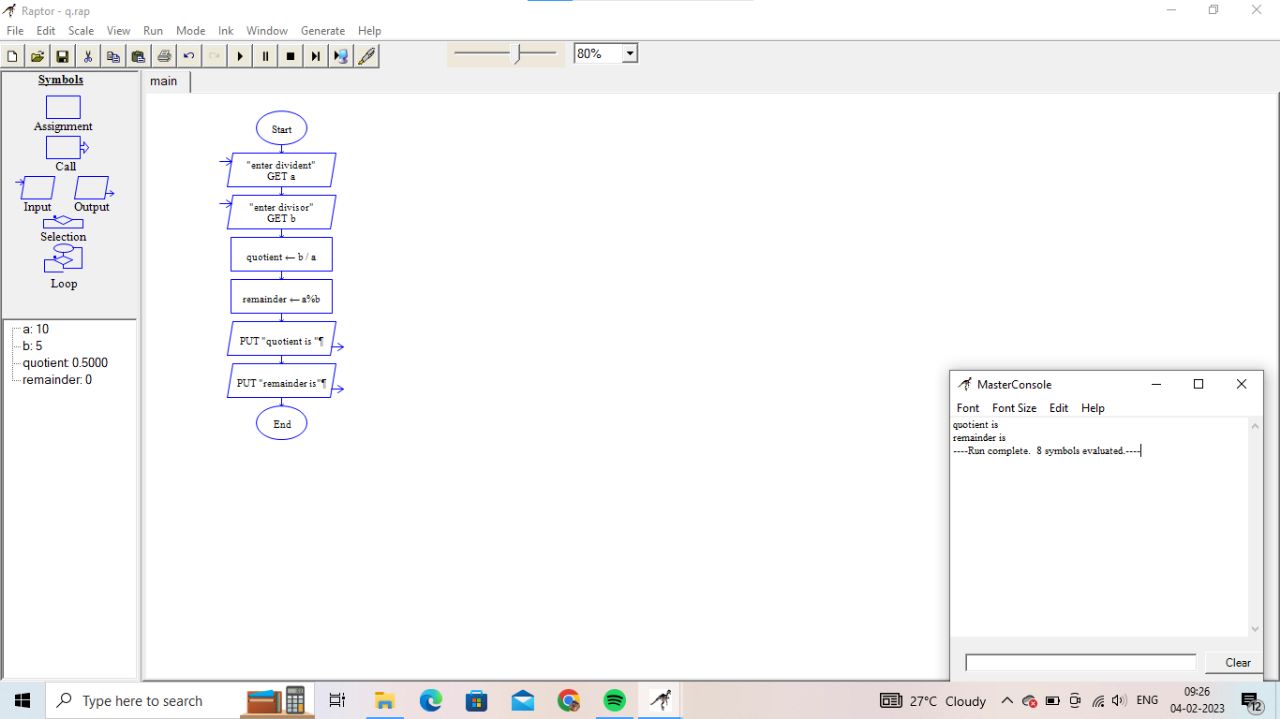 Raptor - q.rap
File Edit Scale View Run Mode Ink Window Generate Help
80%
Symbols
main
Assignment
Call
Input Output
Selection
Loop
Start
"enter divident"
GET a
"enter divisor"
GET b
quotient ← b / a
remainder ← a%b
PUT "quotient is "¶
PUT "remainder is"¶
End
a: 10
b: 5
quotient: 0.5000
remainder: 0
MasterConsole
Font Font Size Edit Help
quotient is
remainder is
----Run complete. 8 symbols evaluated.----
Clear
Type here to search
27°C Cloudy
ENG
09:26
04-02-2023
12